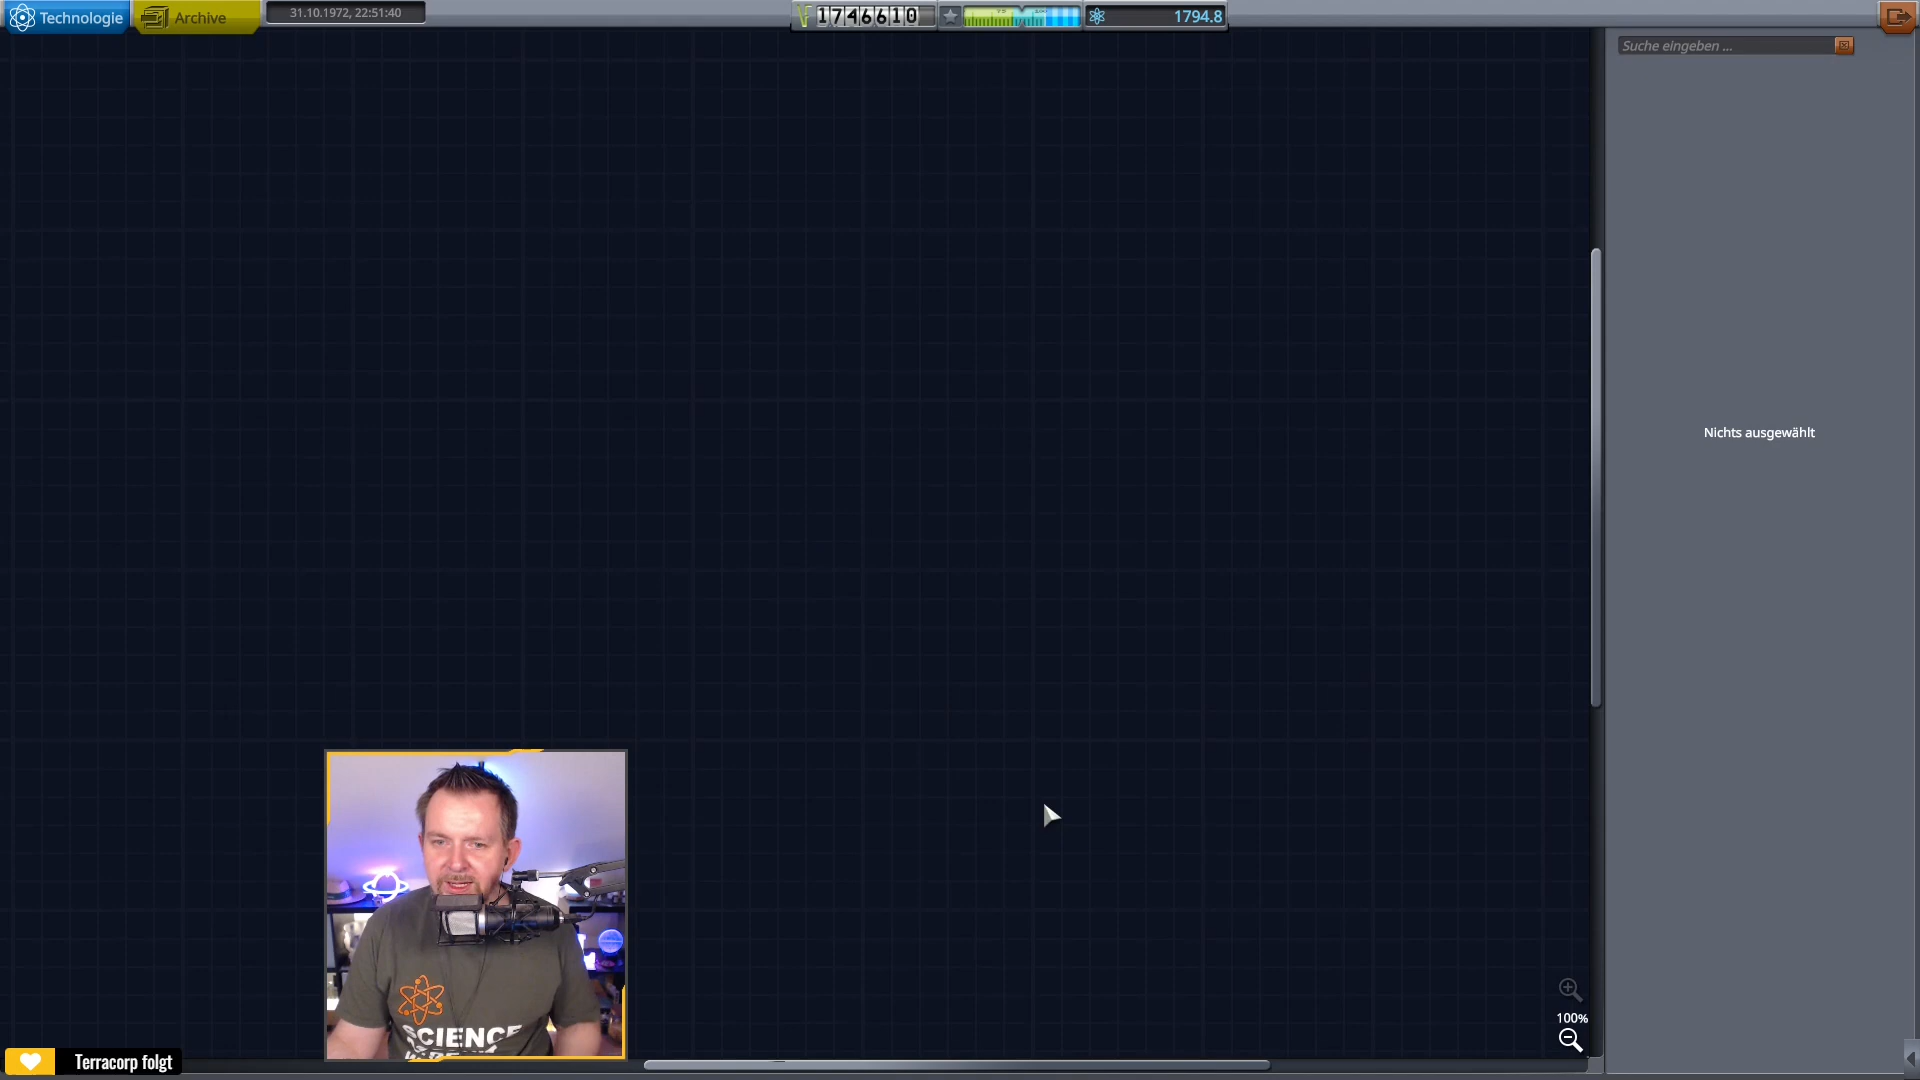 Technologie
Archive
31.10.1972, 22:51:40
1746610
1794.8
Suche eingeben ...
Nichts ausgewählt
SCIENCE
100%
Terracorp folgt